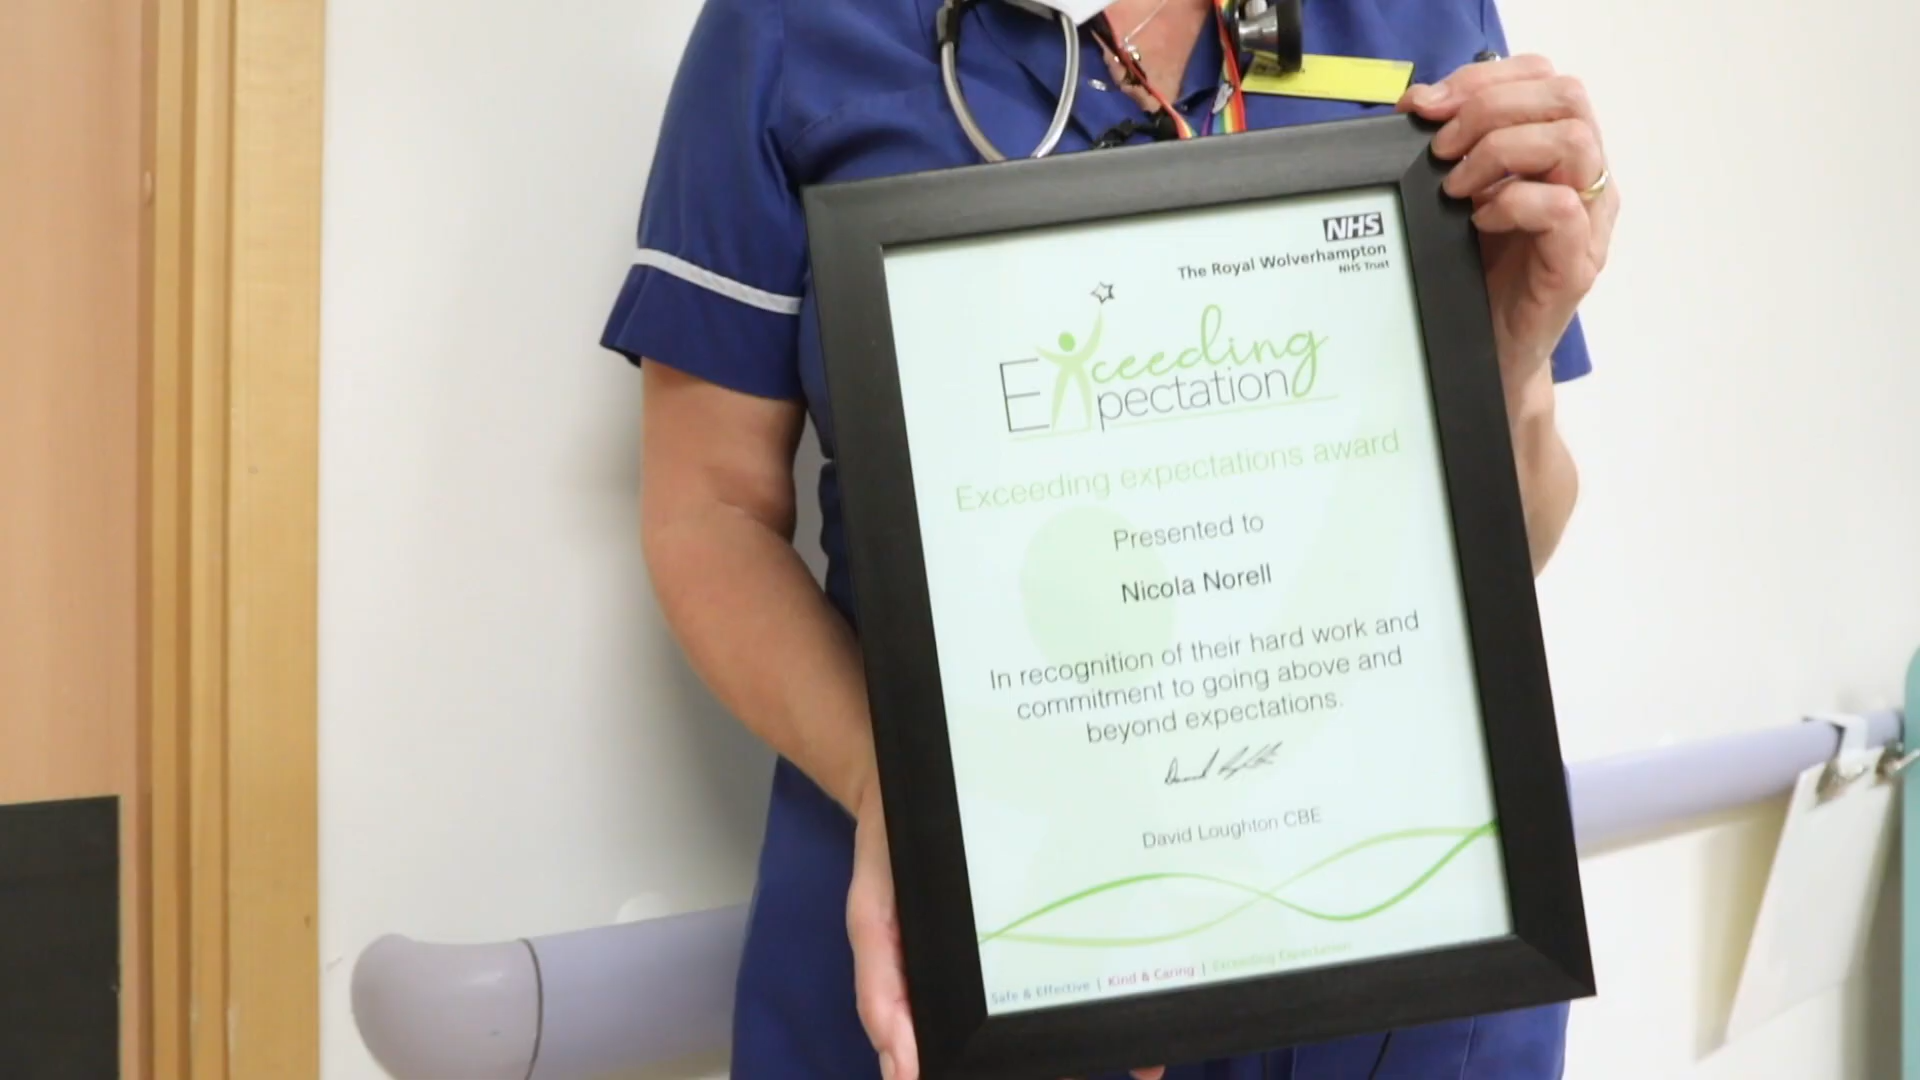 NHS
The Royal Wolverhampton
NHS Trust
Exceeding
Expectation
Exceeding expectations award
Presented to
Nicola Norell
In recognition of their hard work and
commitment to going above and
beyond expectations.
David Loughton CBE
Safe & Effective | Kind & Caring | Exceeding Expectation